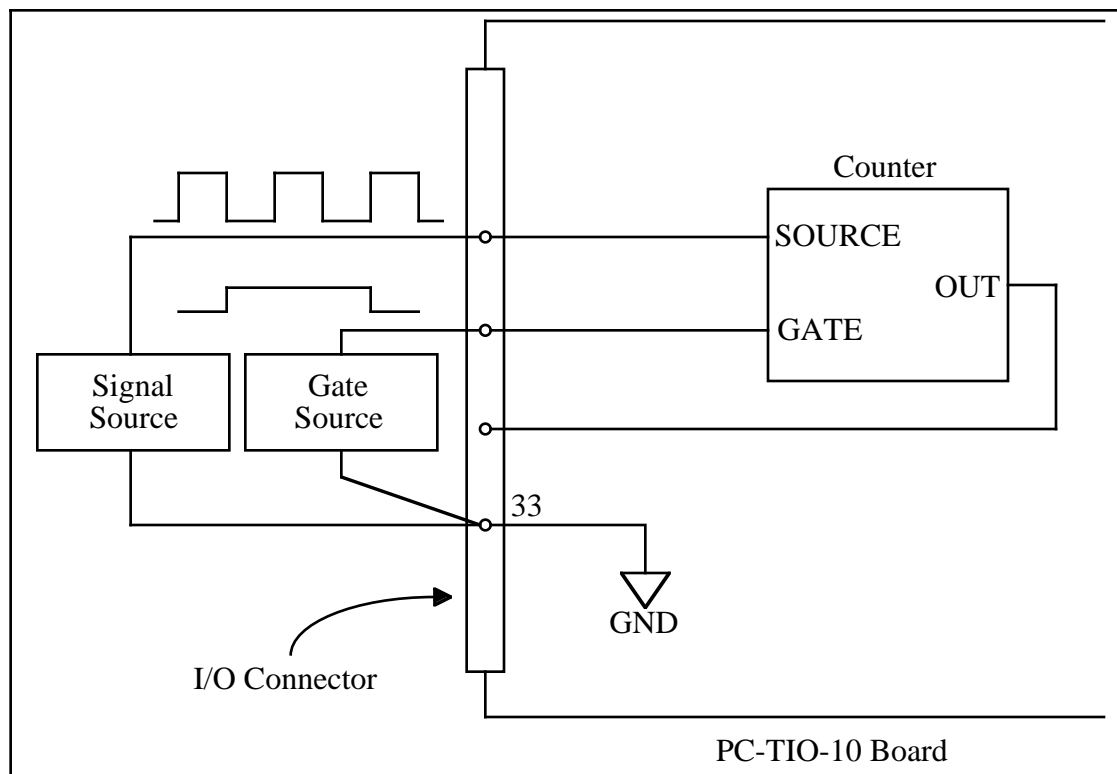 Counter
SOURCE
OUT
GATE
Signal
Source
Gate
Source
33
GND
I/O Connector
PC-TIO-10 Board